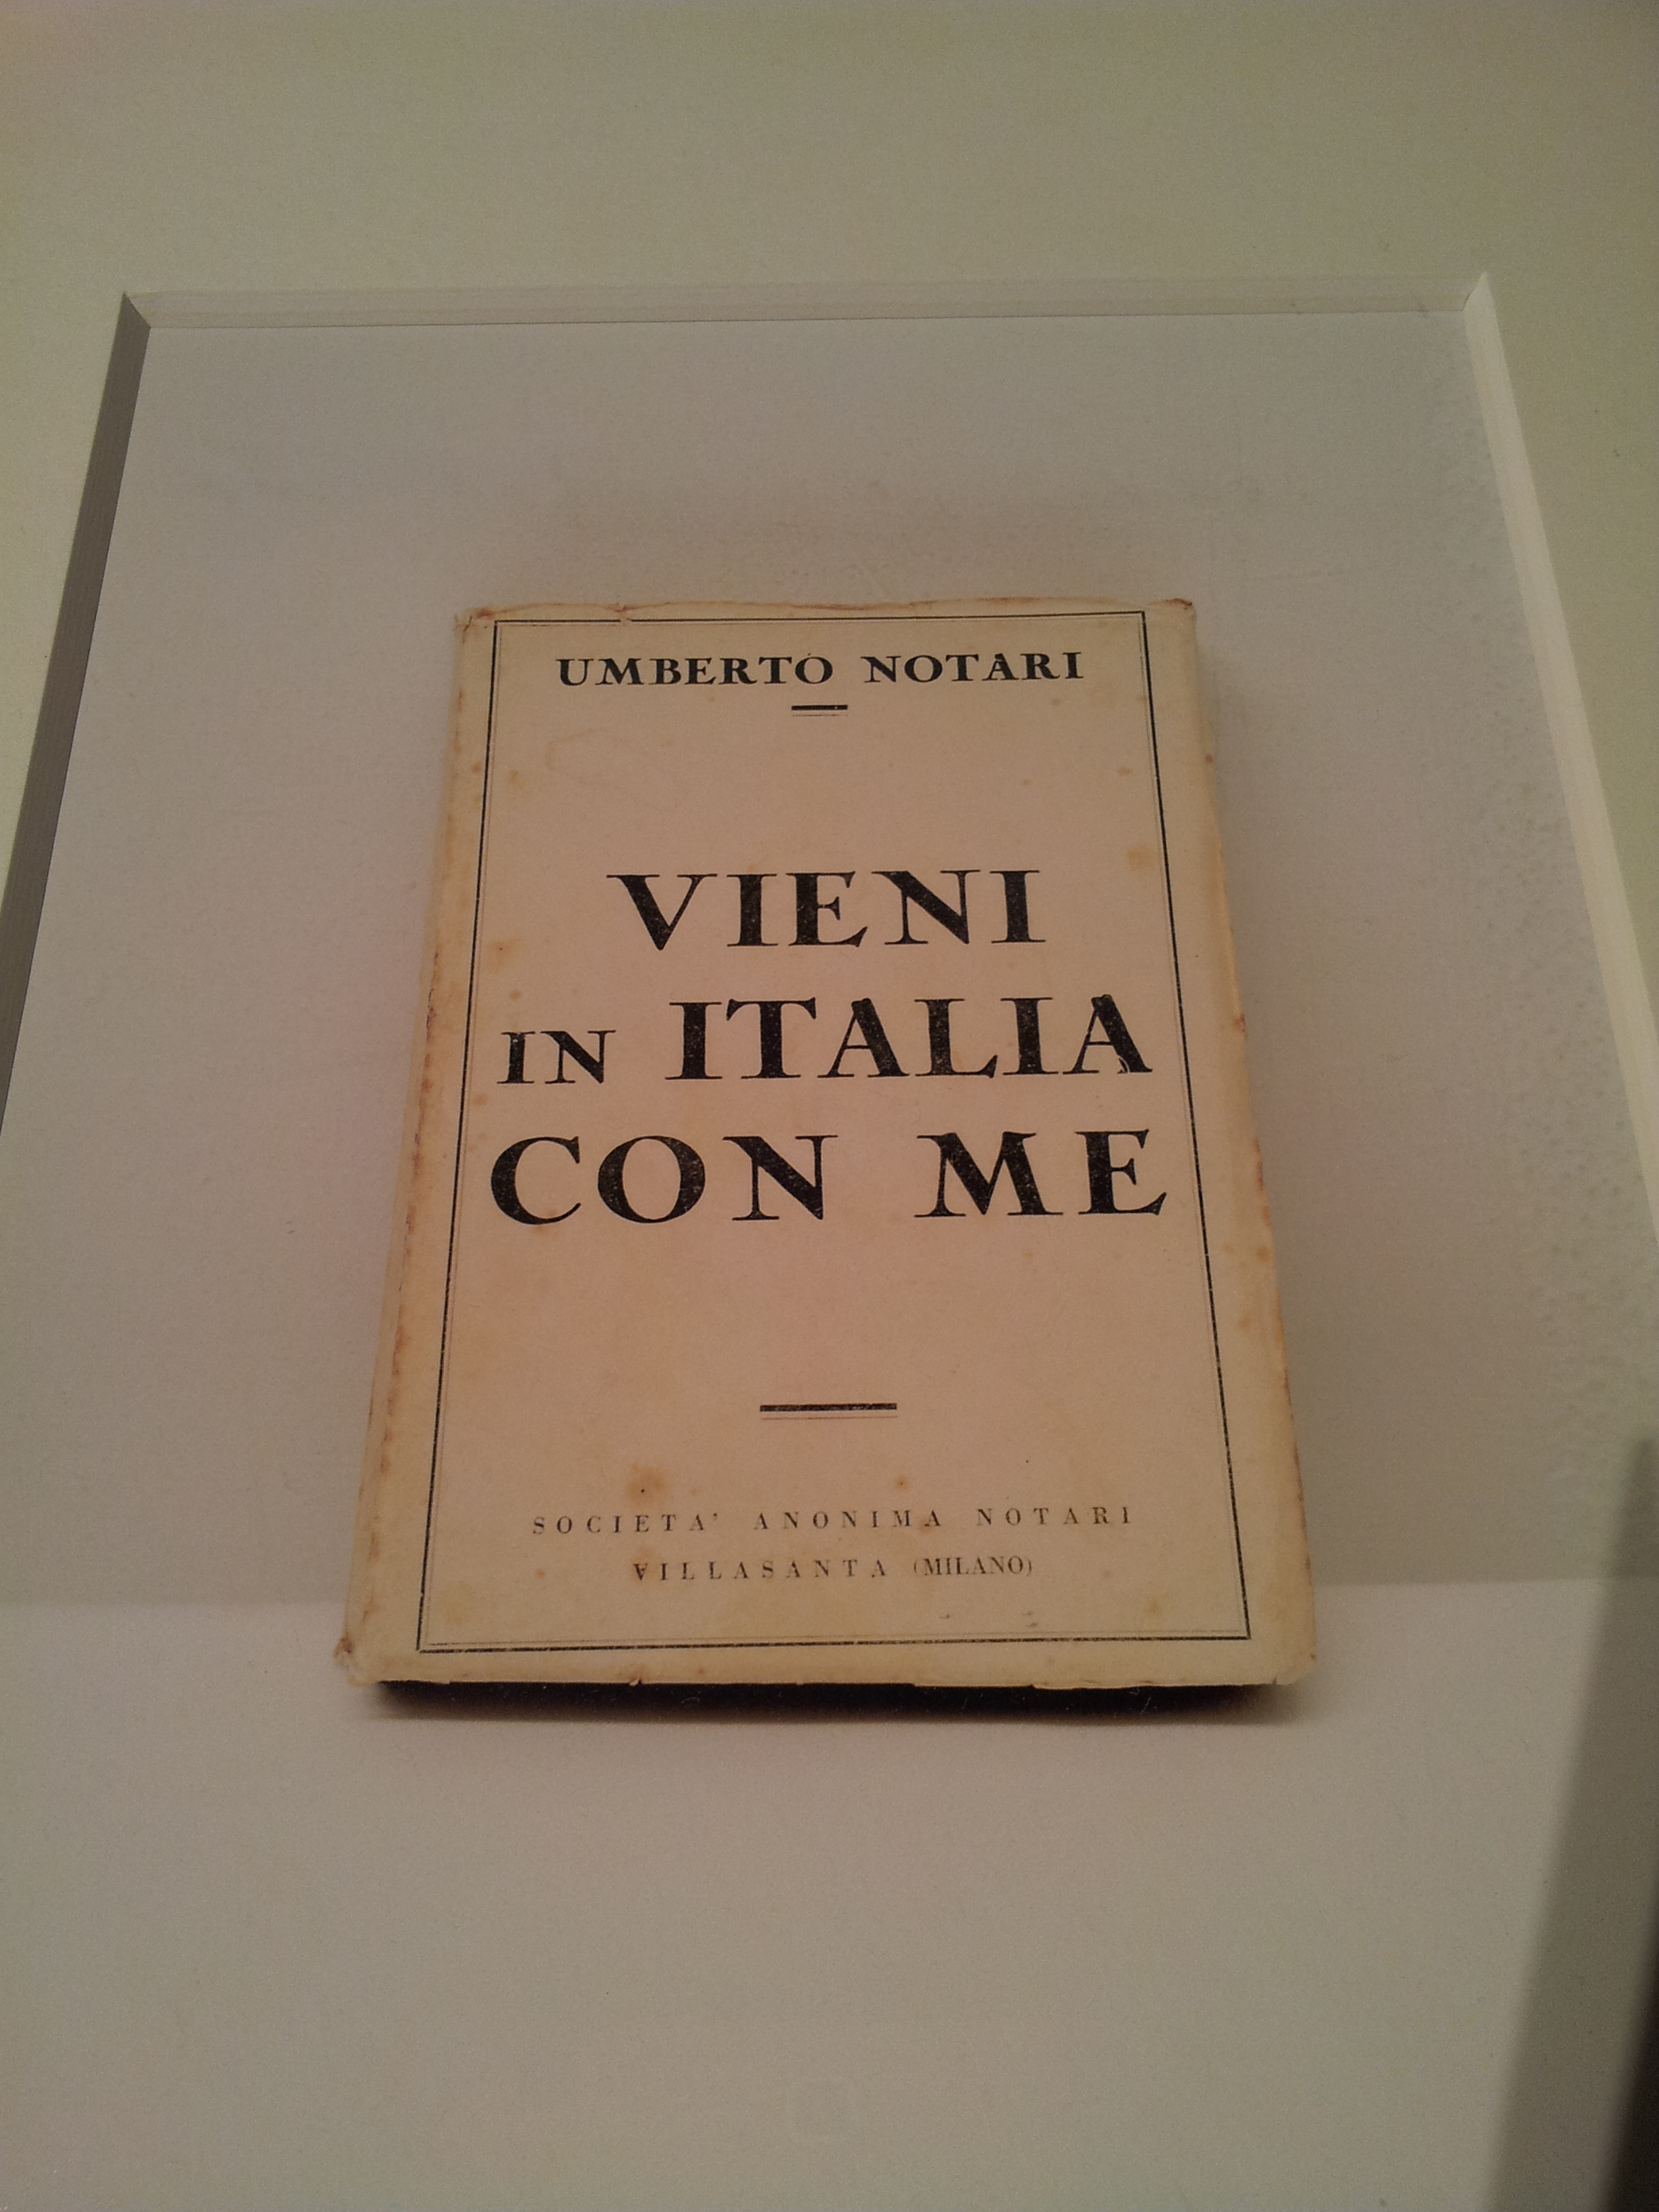 UMBERTO NOTARI
VIENI
IN ITALIA
CON ME
SOCIETA' ANONIMA NOTARI
VILLASANTA (MILANO)